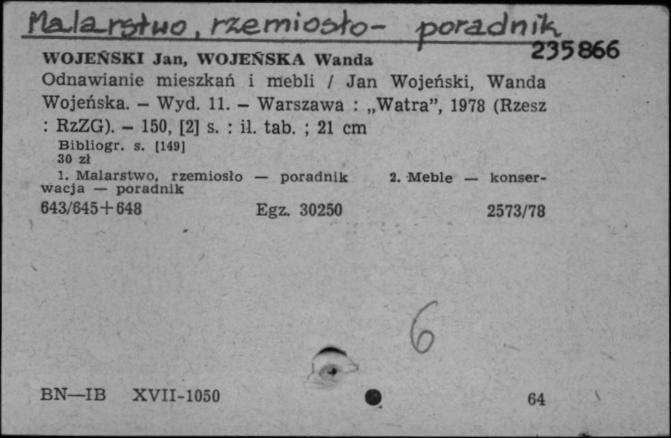 Malarstwo, rzemiosło- poradnik
235866
WOJEŃSKI Jan, WOJEŃSKA Wanda
Odnawianie mieszkań i mebli / Jan Wojeński, Wanda
Wojeńska. — Wyd. 11. — Warszawa : „Watra”, 1978 (Rzesz
: RzZG). — 150, [2] s. : il. tab. ; 21 cm
Bibliogr. s. [149]
30 zł
1. Malarstwo, rzemiosło — poradnik 2. Meble — konser-
wacja — poradnik
643/645+648 Egz. 30250 2573/78
6
BN—IB XVII-1050 64